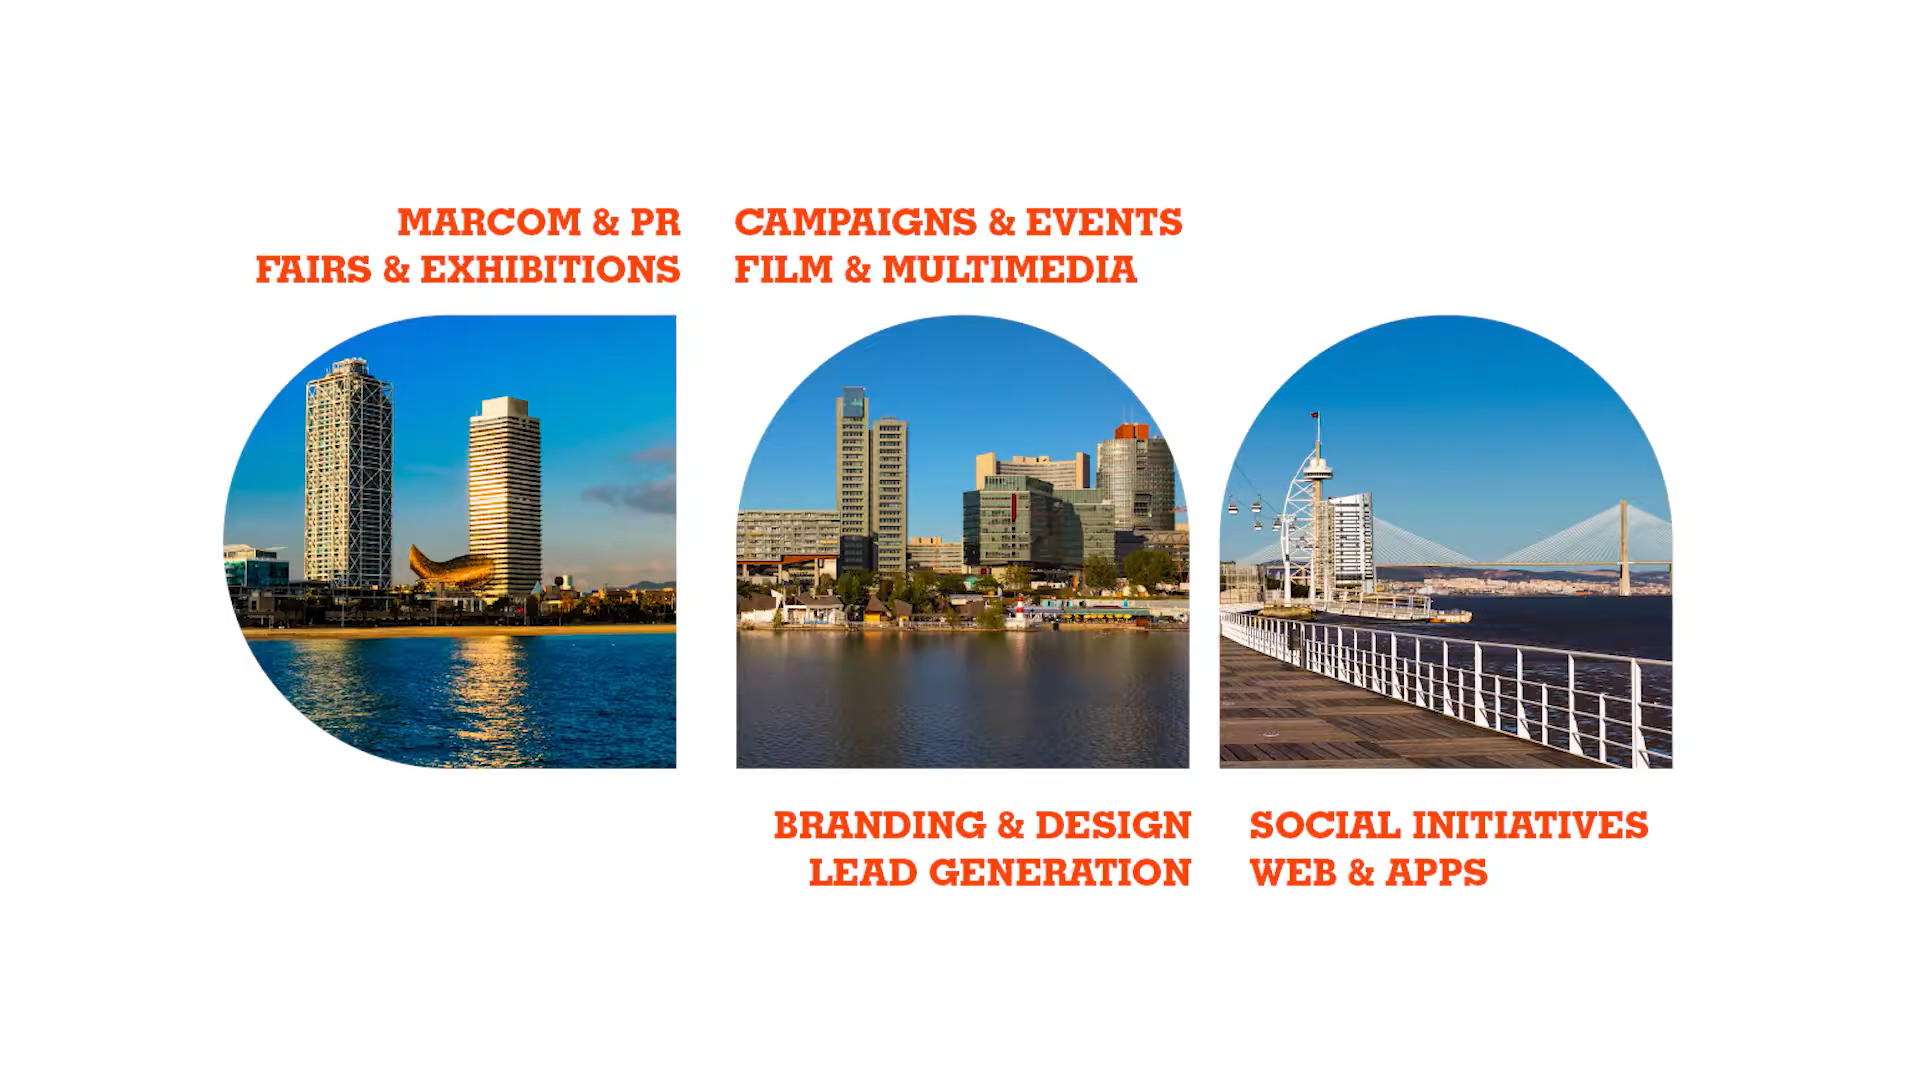 MARCOM & PR
FAIRS & EXHIBITIONS
CAMPAIGNS & EVENTS
FILM & MULTIMEDIA
BRANDING & DESIGN
LEAD GENERATION
SOCIAL INITIATIVES
WEB & APPS